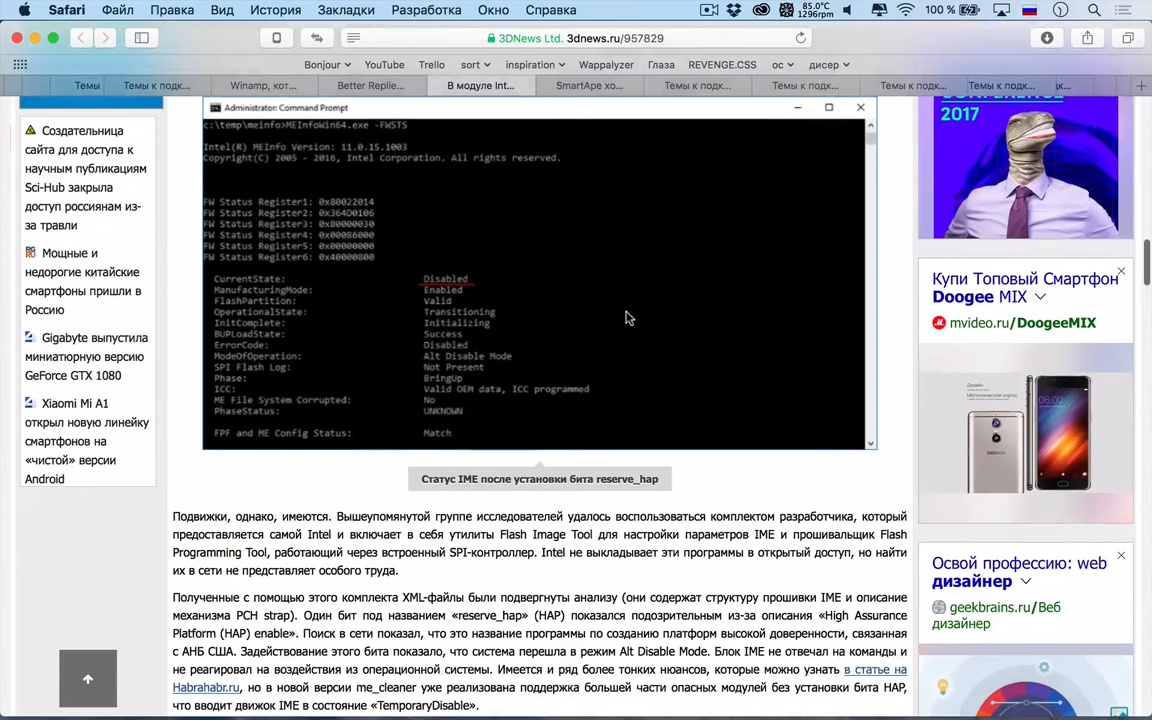 Safari Файл Правка Вид История Закладки Разработка Окно Справка 85.0°C 1296rpm 100 %
3DNews Ltd. 3dnews.ru/957829
Bonjour YouTube Trello sort inspiration Wappalyzer Глаза REVENGE.CSS ос дисер
Темы Темы к подк... Winamp, кот... Better Replie... В модуле Int... SmartApe хо... Темы к подк... Темы к подк... Темы к подк... Темы к подк... дк...
Создательница
сайта для доступа к
научным публикациям
Sci-Hub закрыла
доступ россиянам из-
за травли
Мощные и
недорогие китайские
смартфоны пришли в
Россию
Gigabyte выпустила
миниатюрную версию
GeForce GTX 1080
Xiaomi Mi A1
открыл новую линейку
смартфонов на
«чистой» версии
Android
Administrator: Command Prompt
c:\temp\meinfo>MEInfoWin64.exe -FWSTS
Intel(R) MEInfo Version: 11.0.15.1003
Copyright(C) 2005 - 2016, Intel Corporation. All rights reserved.
FW Status Register1: 0x80022014
FW Status Register2: 0x364D0106
FW Status Register3: 0x80000030
FW Status Register4: 0x00086000
FW Status Register5: 0x00000000
FW Status Register6: 0x40000800
CurrentState: Disabled
ManufacturingMode: Enabled
FlashPartition: Valid
OperationalState: Transitioning
InitComplete: Initializing
BUPLoadState: Success
ErrorCode: Disabled
ModeOfOperation: Alt Disable Mode
SPI Flash Log: Not Present
Phase: BringUp
ICC: Valid OEM data, ICC programmed
ME File System Corrupted: No
PhaseStatus: UNKNOWN
FPF and ME Config Status: Match
Статус IME после установки бита reserve_hap
Подвижки, однако, имеются. Вышеупомянутой группе исследователей удалось воспользоваться комплектом разработчика, который
предоставляется самой Intel и включает в себя утилиты Flash Image Tool для настройки параметров IME и прошивальщик Flash
Programming Tool, работающий через встроенный SPI-контроллер. Intel не выкладывает эти программы в открытый доступ, но найти
их в сети не представляет особого труда.
Полученные с помощью этого комплекта XML-файлы были подвергнуты анализу (они содержат структуру прошивки IME и описание
механизма PCH strap). Один бит под названием «reserve_hap» (HAP) показался подозрительным из-за описания «High Assurance
Platform (HAP) enable». Поиск в сети показал, что это название программы по созданию платформ высокой доверенности, связанная
с АНБ США. Задействование этого бита показало, что система перешла в режим Alt Disable Mode. Блок IME не отвечал на команды и
не реагировал на воздействия из операционной системы. Имеется и ряд более тонких нюансов, которые можно узнать в статье на
Habrahabr.ru, но в новой версии me_cleaner уже реализована поддержка большей части опасных модулей без установки бита HAP,
что вводит движок IME в состояние «TemporaryDisable».
CONFERENCE
2017
Купи Топовый Смартфон
Doogee MIX
mvideo.ru/DoogeeMIX
Освой профессию: web
дизайнер
geekbrains.ru/Веб
дизайнер